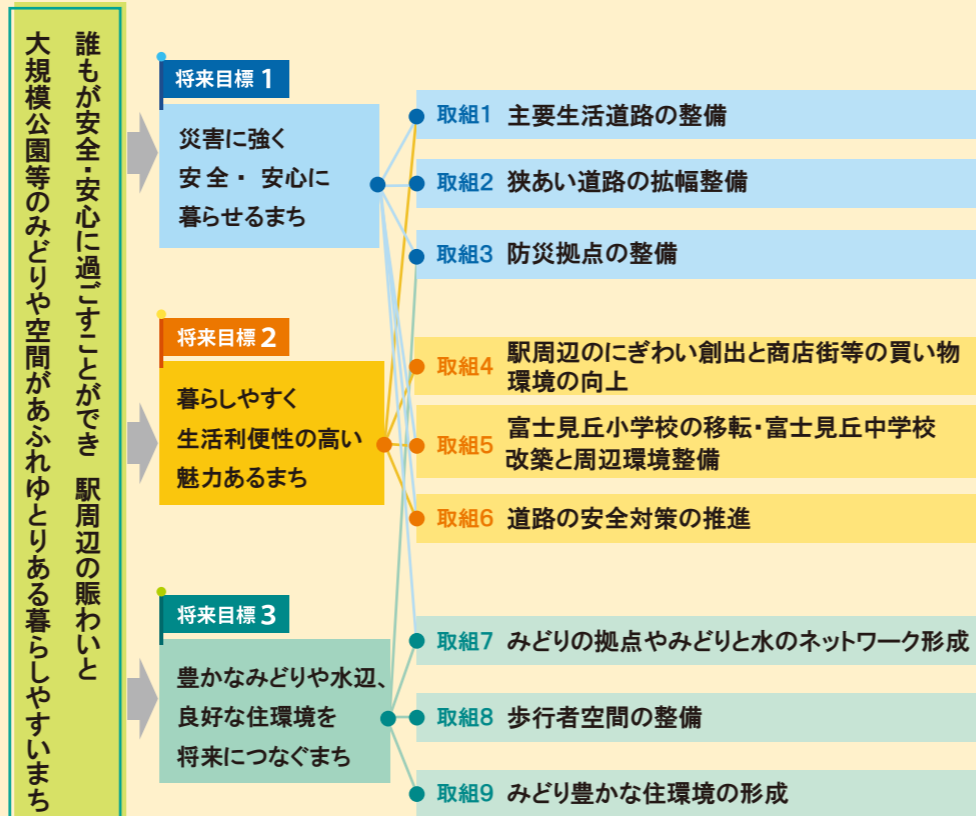 誰もが安全・安心に過ごすことができ 駅周辺の賑わいと
大規模公園等のみどりや空間があふれゆとりある暮らしやすいまち
将来目標 1
災害に強く
安全・安心に
暮らせるまち
取組1 主要生活道路の整備
取組2 狭あい道路の拡幅整備
取組3 防災拠点の整備
将来目標 2
暮らしやすく
生活利便性の高い
魅力あるまち
取組4 駅周辺のにぎわい創出と商店街等の買い物
環境の向上
取組5 富士見丘小学校の移転・富士見丘中学校
改築と周辺環境整備
取組6 道路の安全対策の推進
将来目標 3
豊かなみどりや水辺、
良好な住環境を
将来につなぐまち
取組7 みどりの拠点やみどりと水のネットワーク形成
取組8 歩行者空間の整備
取組9 みどり豊かな住環境の形成